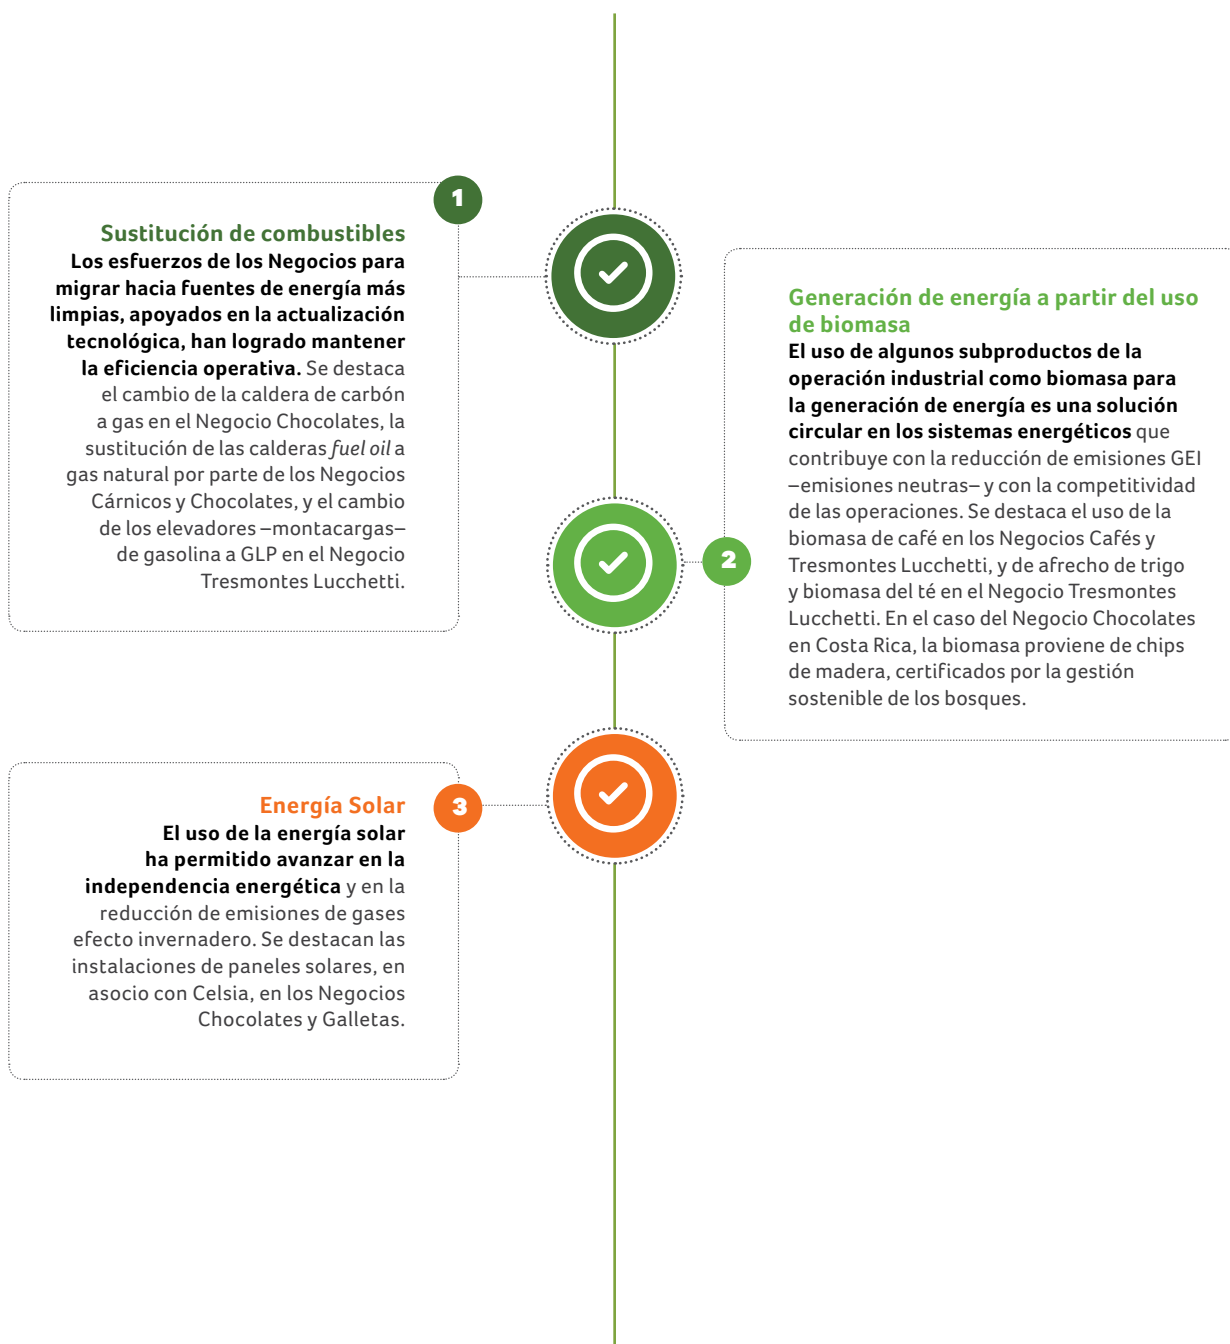 1
Sustitución de combustibles
Los esfuerzos de los Negocios para
migrar hacia fuentes de energía más
limpias, apoyados en la actualización
tecnológica, han logrado mantener
la eficiencia operativa. Se destaca
el cambio de la caldera de carbón
a gas en el Negocio Chocolates, la
sustitución de las calderas fuel oil a
gas natural por parte de los Negocios
Cárnicos y Chocolates, y el cambio
de los elevadores –montacargas–
de gasolina a GLP en el Negocio
Tresmontes Lucchetti.
2
Generación de energía a partir del uso
de biomasa
El uso de algunos subproductos de la
operación industrial como biomasa para
la generación de energía es una solución
circular en los sistemas energéticos que
contribuye con la reducción de emisiones GEI
–emisiones neutras– y con la competitividad
de las operaciones. Se destaca el uso de la
biomasa de café en los Negocios Cafés y
Tresmontes Lucchetti, y de afrecho de trigo
y biomasa del té en el Negocio Tresmontes
Lucchetti. En el caso del Negocio Chocolates
en Costa Rica, la biomasa proviene de chips
de madera, certificados por la gestión
sostenible de los bosques.
3
Energía Solar
El uso de la energía solar
ha permitido avanzar en la
independencia energética y en la
reducción de emisiones de gases
efecto invernadero. Se destacan las
instalaciones de paneles solares, en
asocio con Celsia, en los Negocios
Chocolates y Galletas.